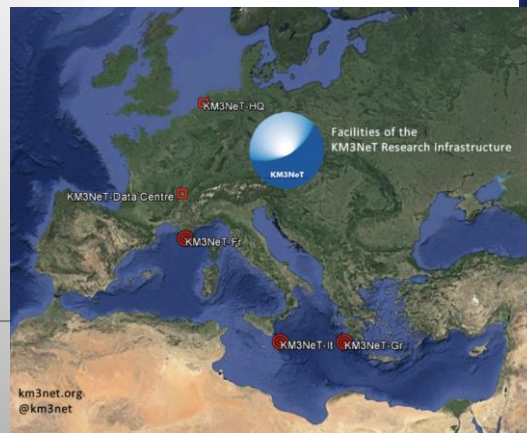 KM3NeT-HQ
Facilities of the
KM3NeT Research Infrastructure
KM3NeT
KM3NeT-Data Centre
KM3NeT-Fr
KM3NeT-It
KM3NeT-Gr
km3net.org
@km3net